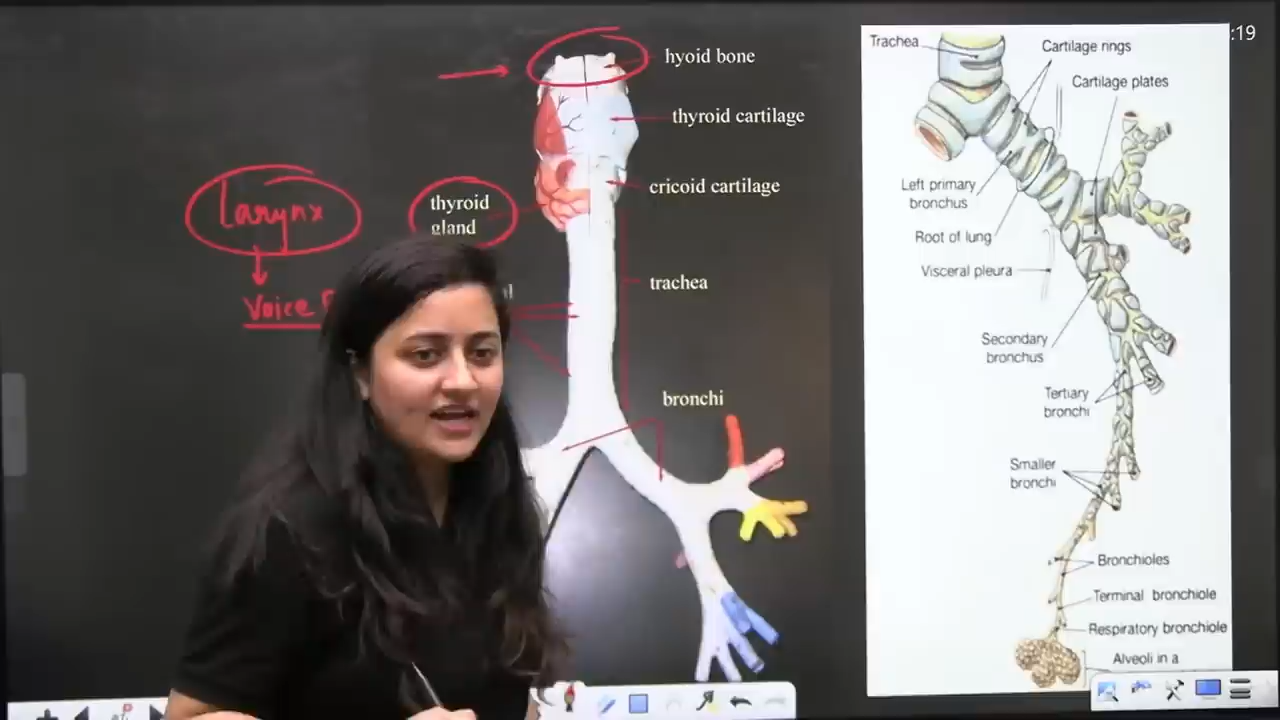 :19
hyoid bone
thyroid cartilage
cricoid cartilage
thyroid
gland
trachea
bronchi
Larynx
Voice
Trachea
Cartilage rings
Cartilage plates
Left primary
bronchus
Root of lung
Visceral pleura
Secondary
bronchus
Tertiary
bronchi
Smaller
bronchi
Bronchioles
Terminal bronchiole
Respiratory bronchiole
Alveoli in a